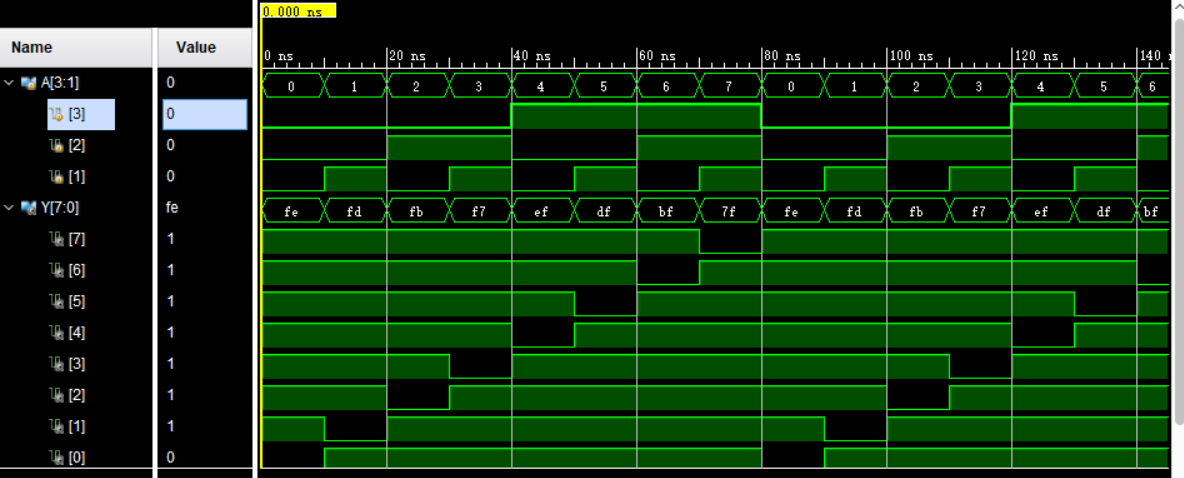 0.000 ns
Name Value
0 ns 20 ns 40 ns 60 ns 80 ns 100 ns 120 ns 140
A[3:1] 0 0 1 2 3 4 5 6 7 0 1 2 3 4 5 6
[3] 0
[2] 0
[1] 0
Y[7:0] fe fe fd fb f7 ef df bf 7f fe fd fb f7 ef df bf
[7] 1
[6] 1
[5] 1
[4] 1
[3] 1
[2] 1
[1] 1
[0] 0